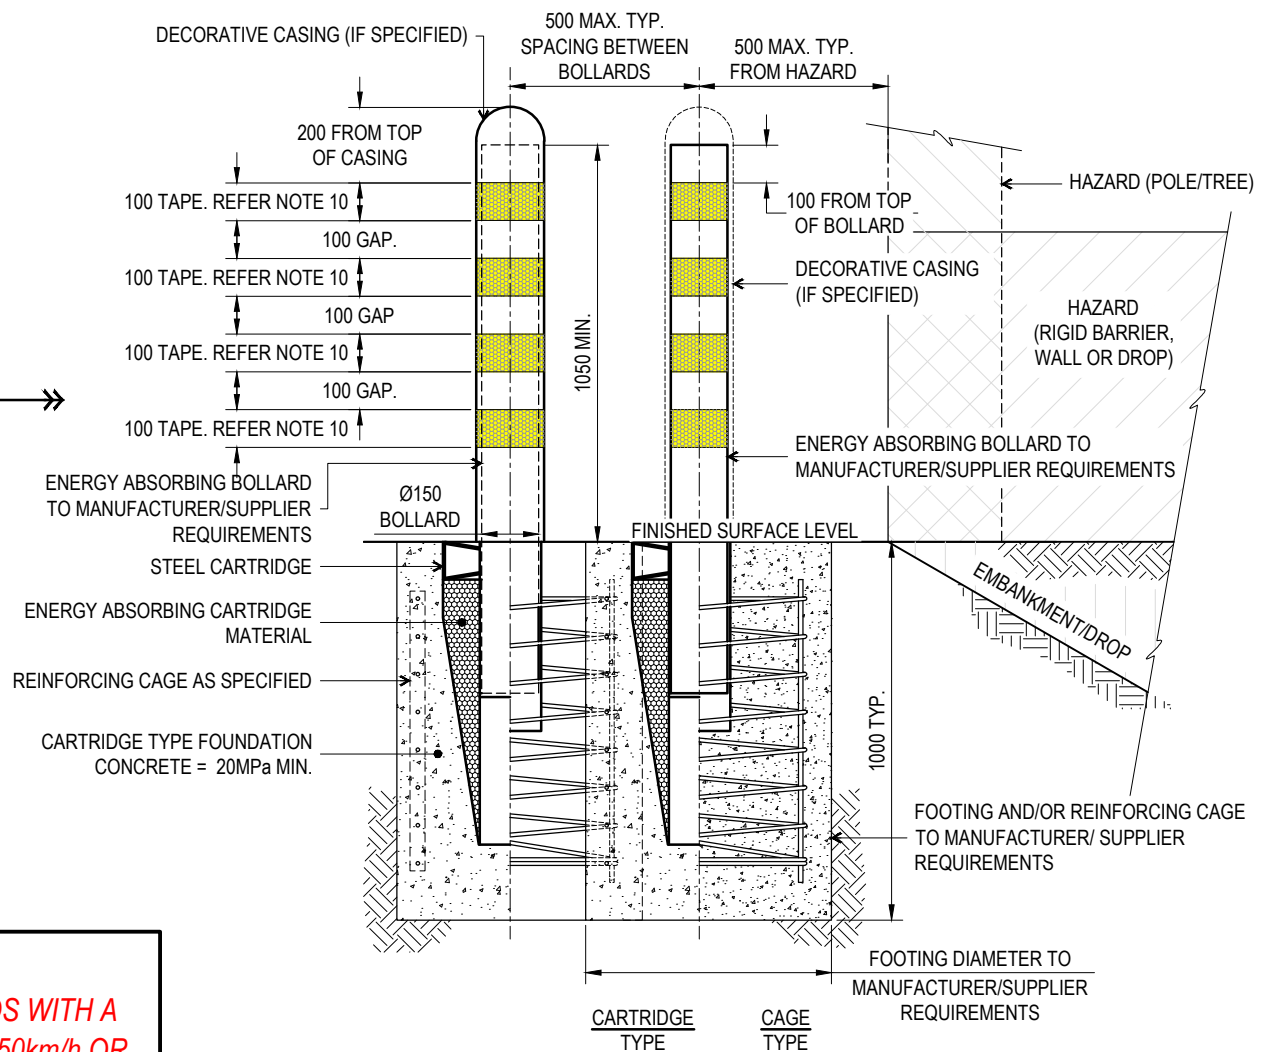 DECORATIVE CASING (IF SPECIFIED)
500 MAX. TYP.
SPACING BETWEEN
BOLLARDS
500 MAX. TYP.
FROM HAZARD
200 FROM TOP
OF CASING
100 TAPE. REFER NOTE 10
100 GAP.
100 TAPE. REFER NOTE 10
100 GAP
100 TAPE. REFER NOTE 10
100 GAP.
100 TAPE. REFER NOTE 10
HAZARD (POLE/TREE)
100 FROM TOP
OF BOLLARD
DECORATIVE CASING
(IF SPECIFIED)
HAZARD
(RIGID BARRIER,
WALL OR DROP)
1050 MIN.
ENERGY ABSORBING BOLLARD TO
MANUFACTURER/SUPPLIER REQUIREMENTS
ENERGY ABSORBING BOLLARD
TO MANUFACTURER/SUPPLIER
REQUIREMENTS
Ø150
BOLLARD
FINISHED SURFACE LEVEL
STEEL CARTRIDGE
ENERGY ABSORBING CARTRIDGE
MATERIAL
REINFORCING CAGE AS SPECIFIED
CARTRIDGE TYPE FOUNDATION
CONCRETE = 20MPa MIN.
EMBANKMENT/DROP
1000 TYP.
FOOTING AND/OR REINFORCING CAGE
TO MANUFACTURER/ SUPPLIER
REQUIREMENTS
FOOTING DIAMETER TO
MANUFACTURER/SUPPLIER
REQUIREMENTS
CARTRIDGE
TYPE
CAGE
TYPE
DS WITH A
50km/h OR